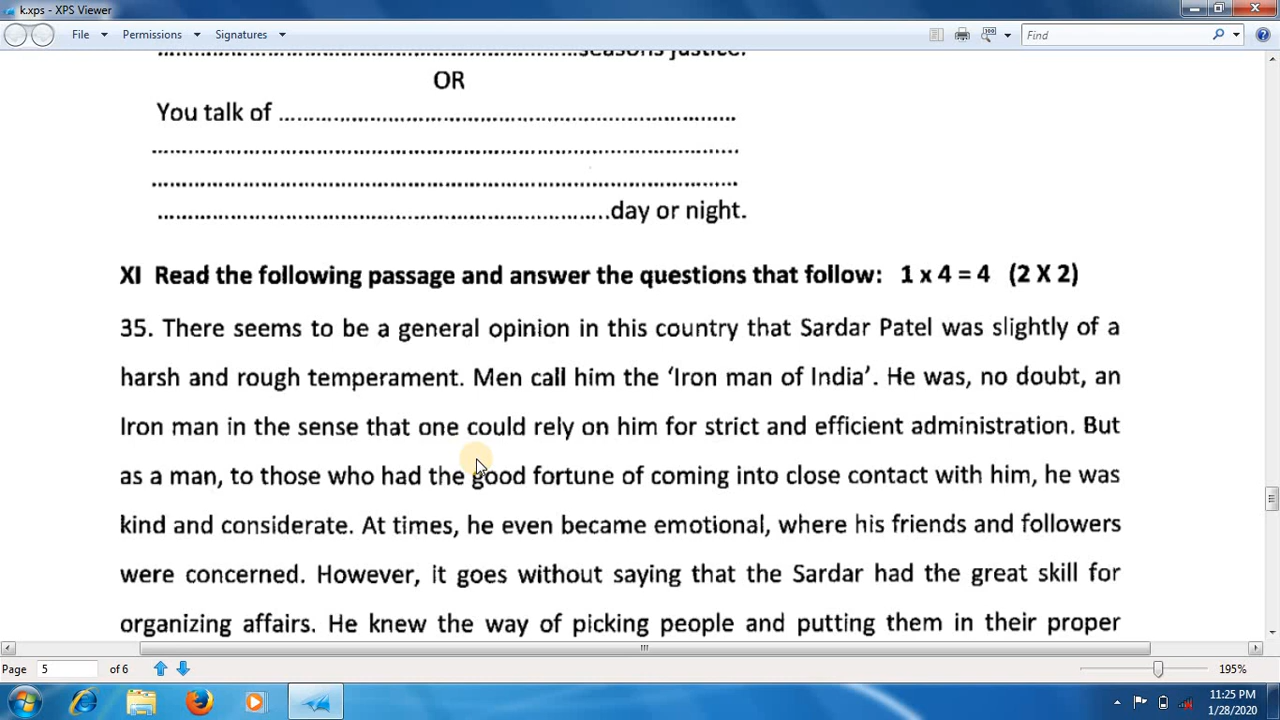 k.xps - XPS Viewer
File Permissions Signatures Find
........seasons justice.
OR
You talk of ........
........
........
........day or night.
XI Read the following passage and answer the questions that follow: 1 x 4 = 4 (2 X 2)
35. There seems to be a general opinion in this country that Sardar Patel was slightly of a
harsh and rough temperament. Men call him the ‘Iron man of India’. He was, no doubt, an
Iron man in the sense that one could rely on him for strict and efficient administration. But
as a man, to those who had the good fortune of coming into close contact with him, he was
kind and considerate. At times, he even became emotional, where his friends and followers
were concerned. However, it goes without saying that the Sardar had the great skill for
organizing affairs. He knew the way of picking people and putting them in their proper
Page 5 of 6 195%
11:25 PM
1/28/2020